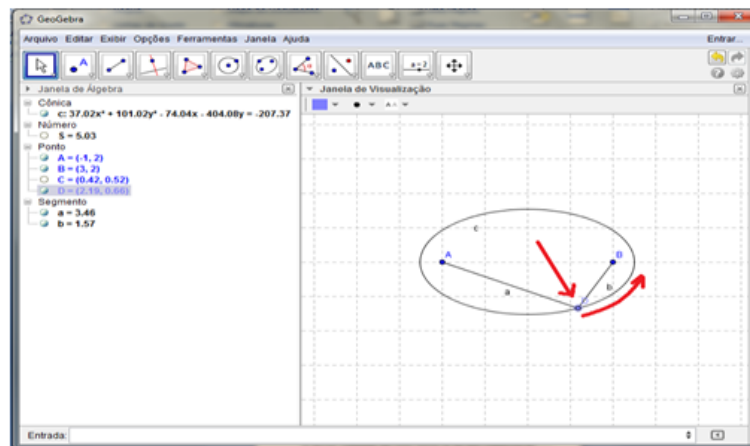 GeoGebra
Arquivo Editar Exibir Opções Ferramentas Janela Ajuda
Entrar...
ABC
a=2
Janela de Álgebra
Cônica
c: 37.02x² + 101.02y² - 74.04x - 404.08y = -207.37
Número
S = 5.03
Ponto
A = (-1, 2)
B = (3, 2)
C = (0.42, 0.52)
D = (2.19, 0.86)
Segmento
a = 3.46
b = 1.57
Janela de Visualização
c
A
B
a
b
Entrada: